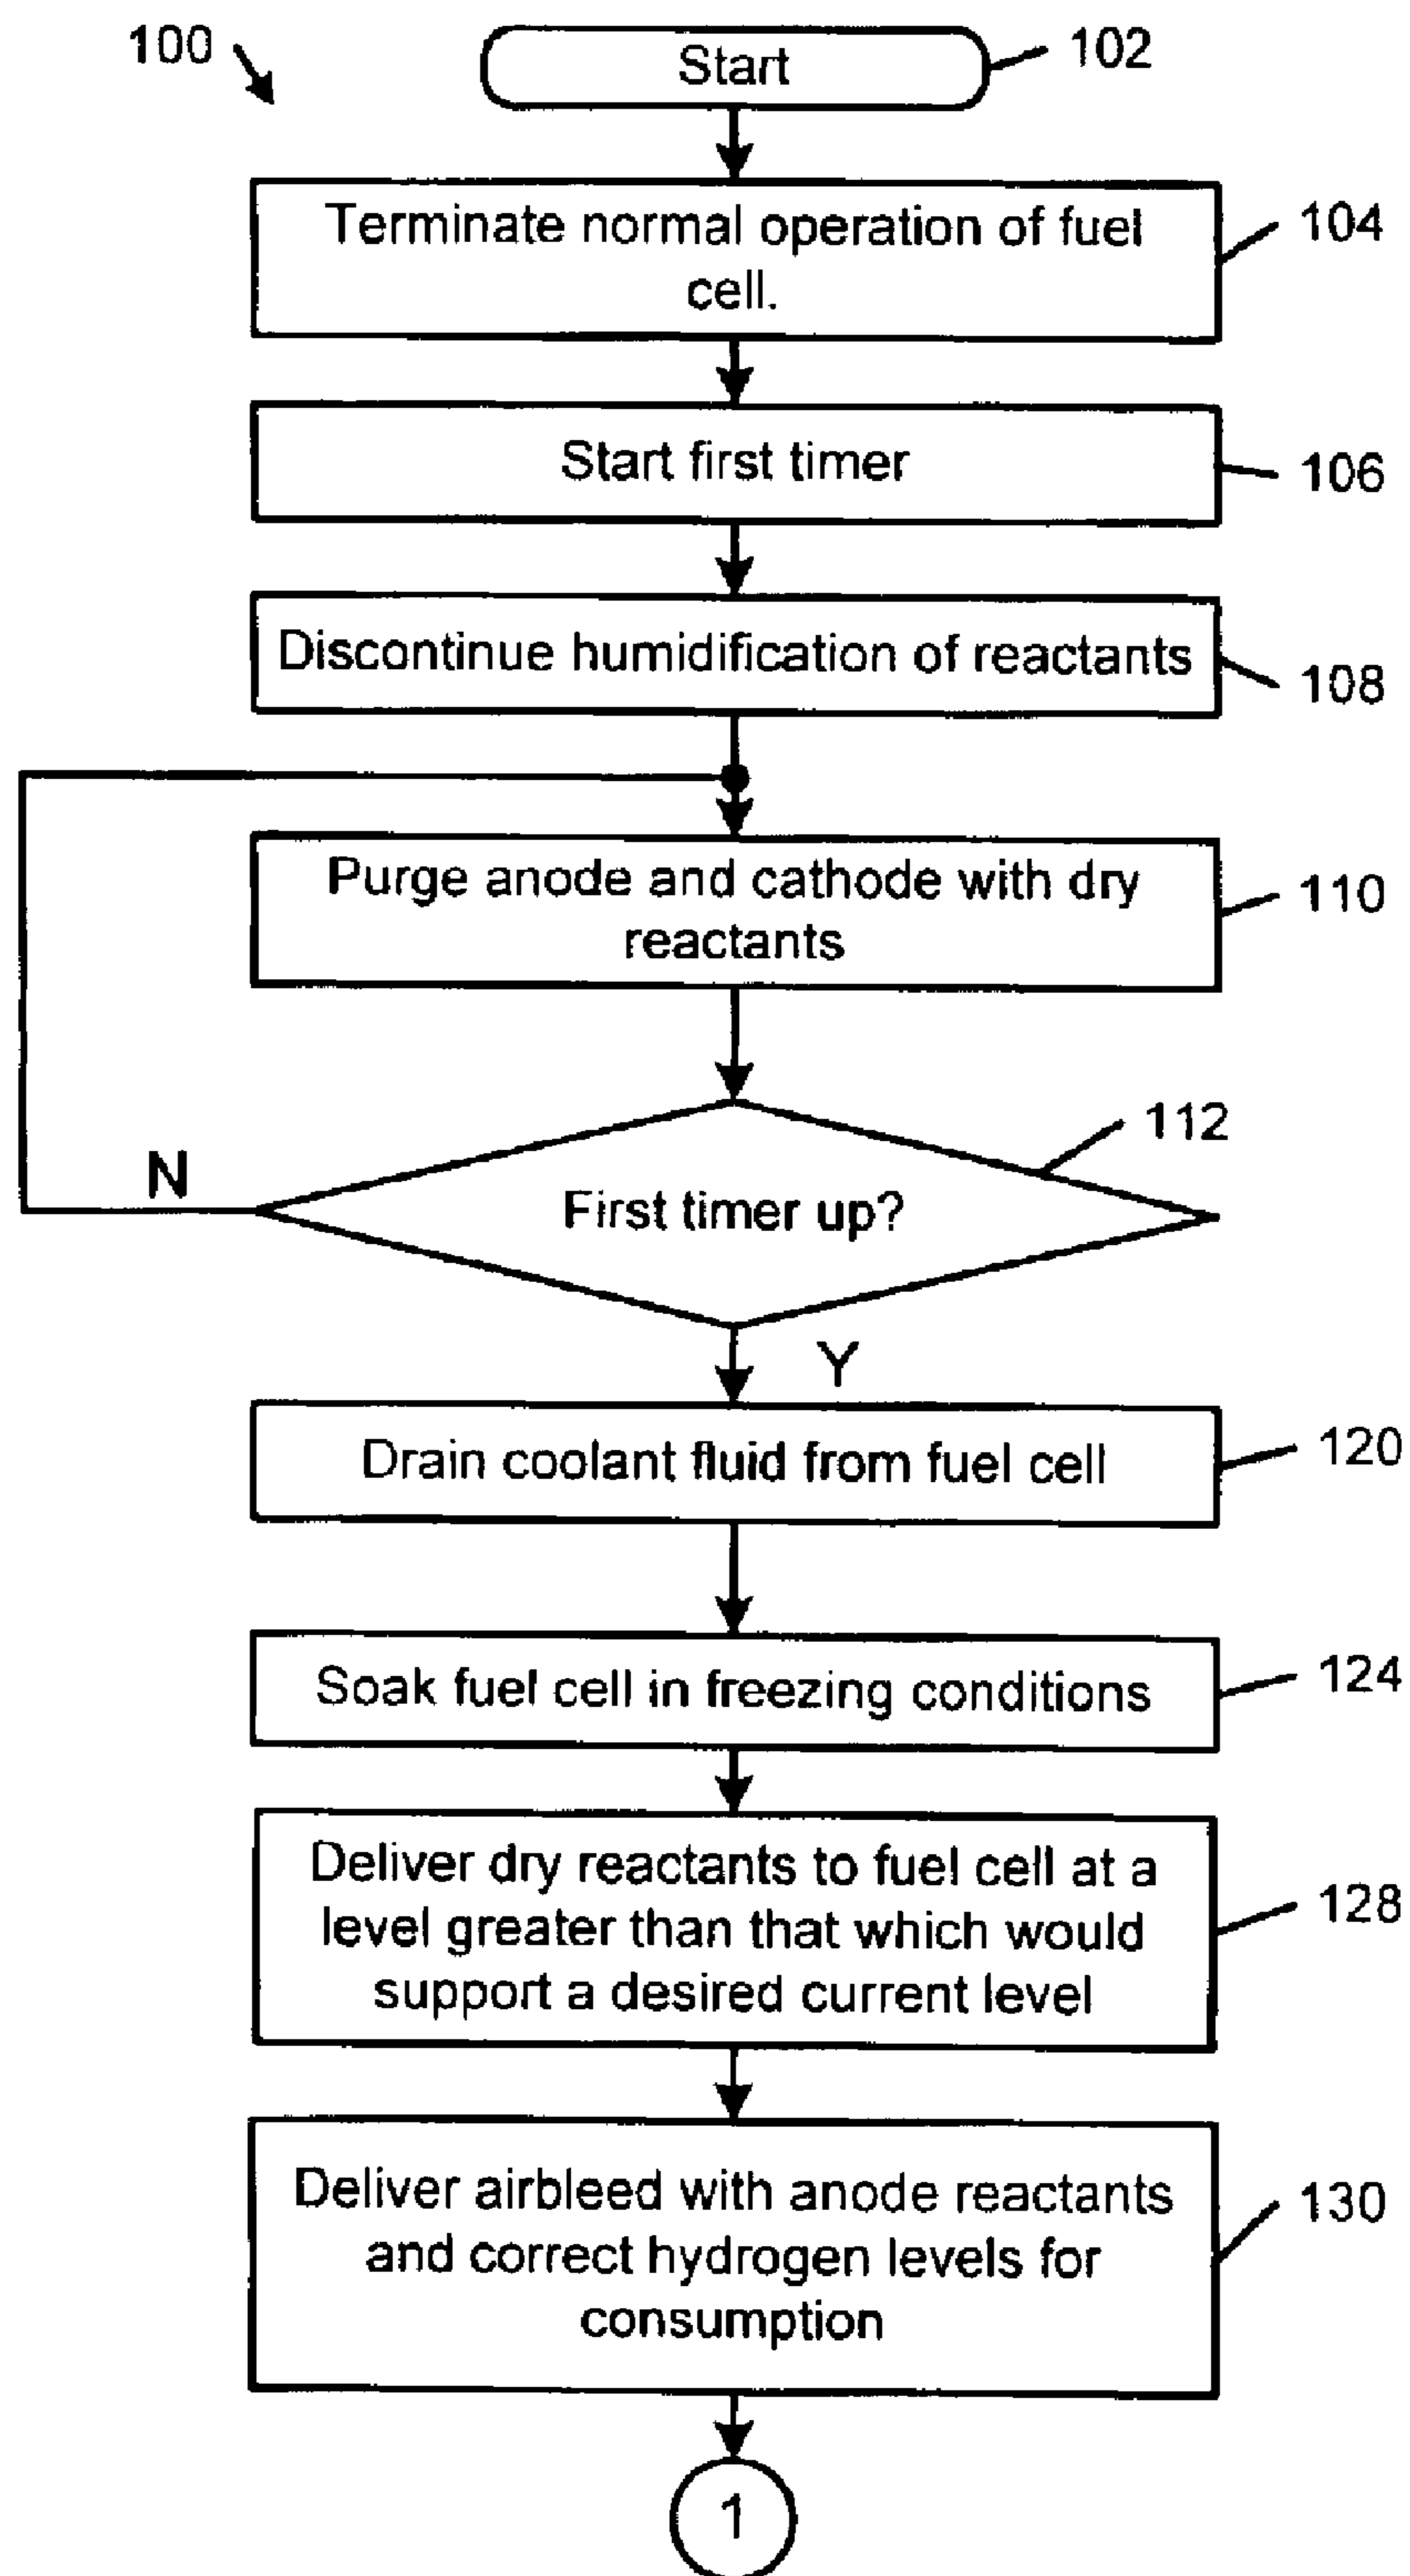 100
Start
102
Terminate normal operation of fuel
cell.
104
Start first timer
106
Discontinue humidification of reactants
108
Purge anode and cathode with dry
reactants
110
112
N
First timer up?
Y
Drain coolant fluid from fuel cell
120
Soak fuel cell in freezing conditions
124
Deliver dry reactants to fuel cell at a
level greater than that which would
support a desired current level
128
Deliver airbleed with anode reactants
and correct hydrogen levels for
consumption
130
1